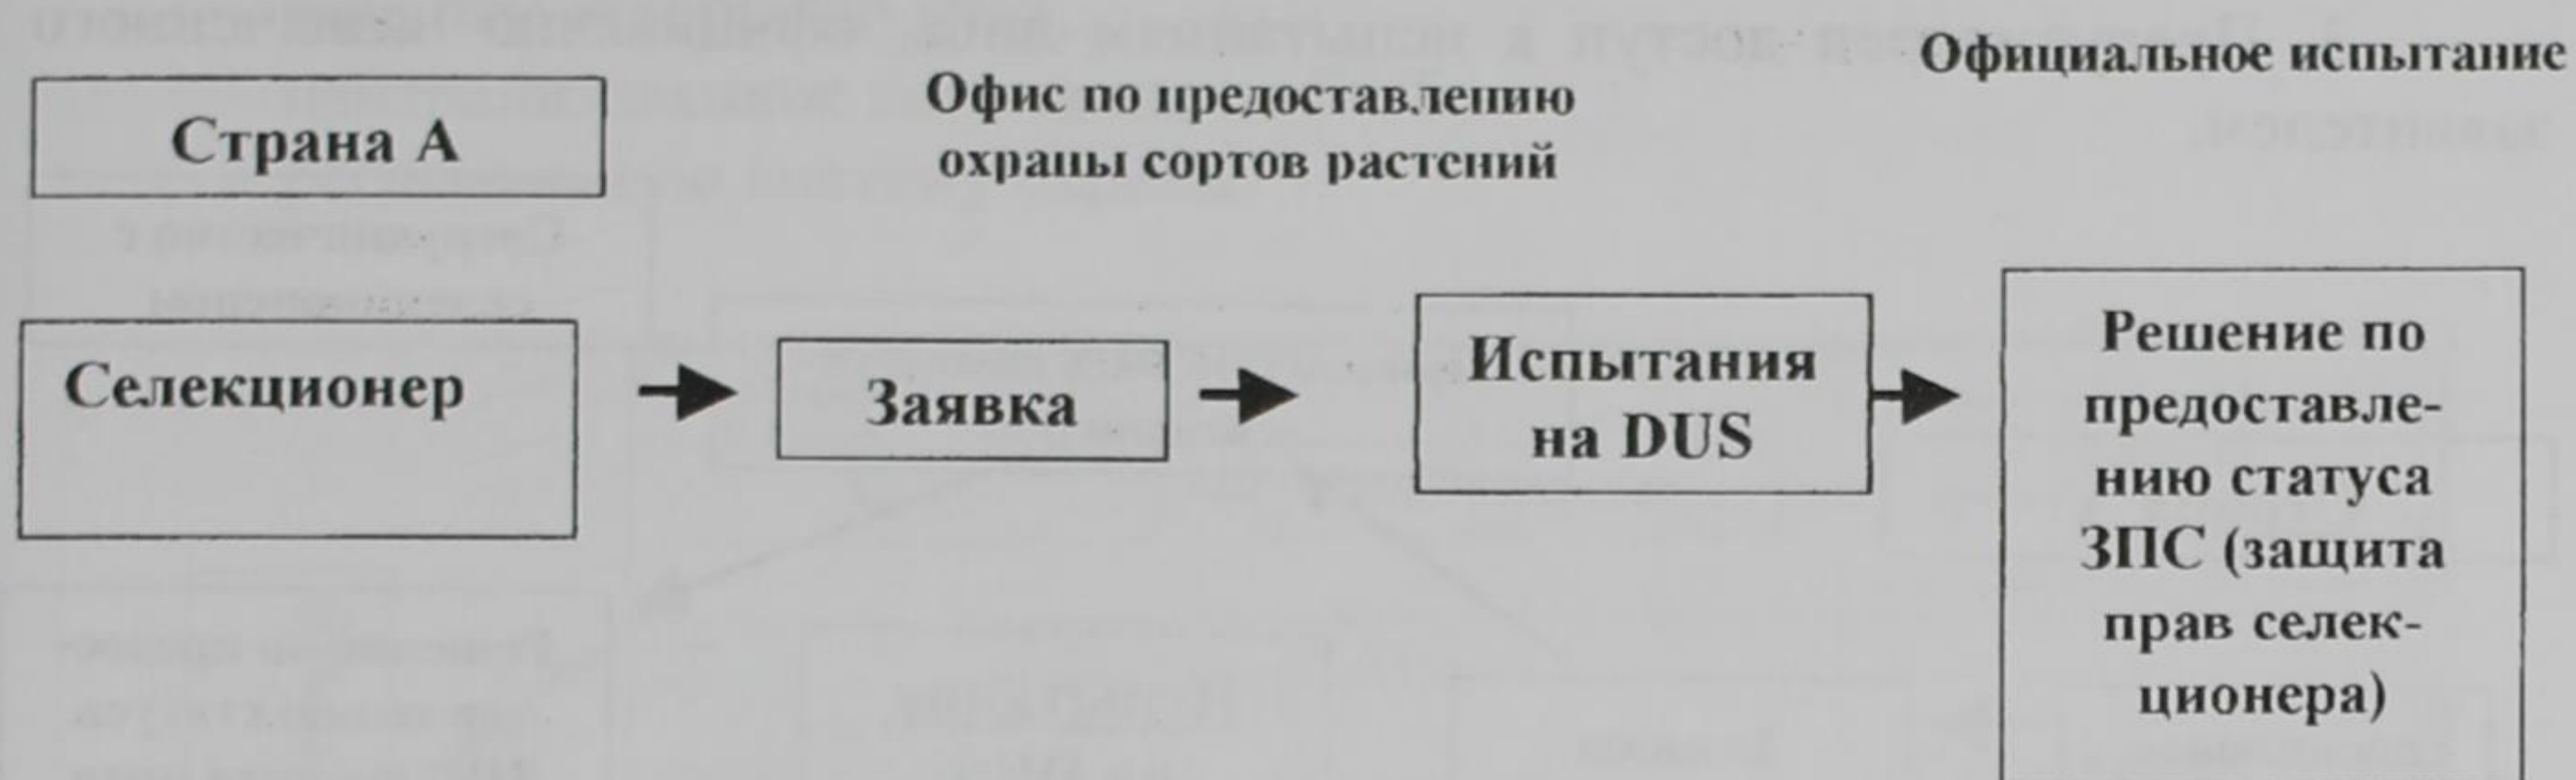 Официальное испытание
Страна А
Офис по предоставлению
охраны сортов растений
Селекционер
Заявка
Испытания
на DUS
Решение по
предоставле-
нию статуса
ЗПС (защита
прав селек-
ционера)